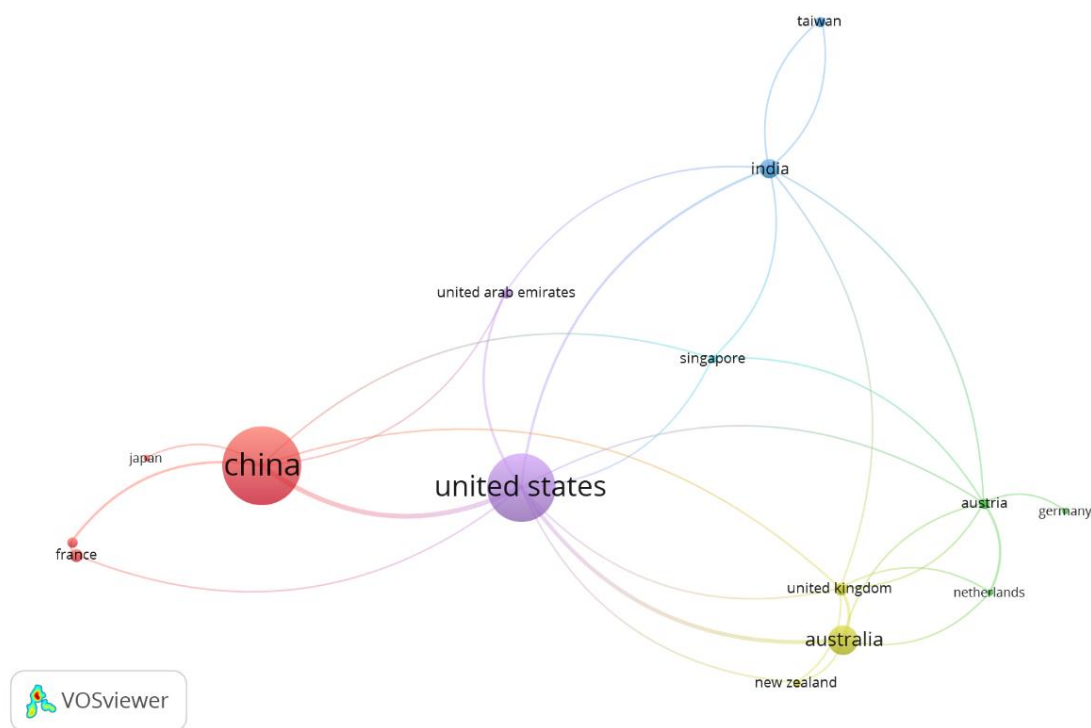 taiwan
india
united arab emirates
singapore
china
japan
united states
france
austria
germany
united kingdom
netherlands
australia
new zealand
VOSviewer